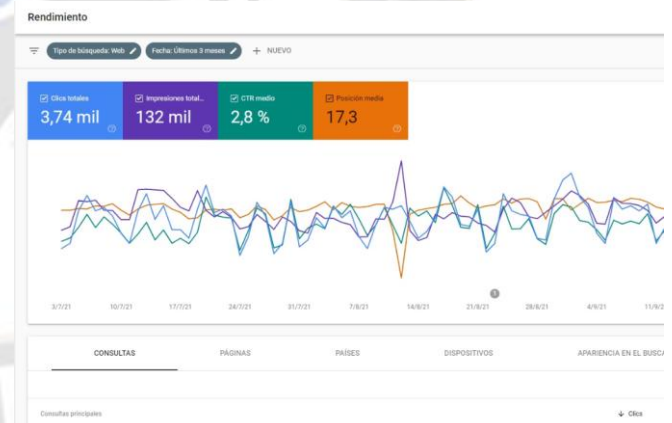 Rendimiento
Tipo de búsqueda: Web
Fecha: Últimos 3 meses
+ NUEVO
Clics totales
Impresiones total...
CTR medio
Posición media
3,74 mil
132 mil
2,8 %
17,3
3/7/21 10/7/21 17/7/21 24/7/21 31/7/21 7/8/21 14/8/21 21/8/21 28/8/21 4/9/21 11/9/2
1
CONSULTAS PÁGINAS PAÍSES DISPOSITIVOS APARIENCIA EN EL BUSCA
Consultas principales
Clics